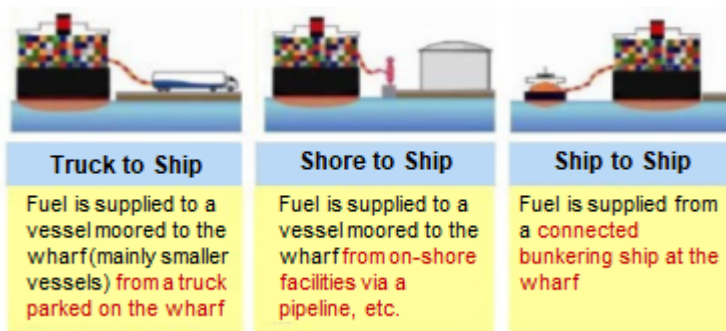 Truck to Ship
Fuel is supplied to a
vessel moored to the
wharf (mainly smaller
vessels) from a truck
parked on the wharf
Shore to Ship
Fuel is supplied to a
vessel moored to the
wharf from on-shore
facilities via a
pipeline, etc.
Ship to Ship
Fuel is supplied from
a connected
bunkering ship at the
wharf